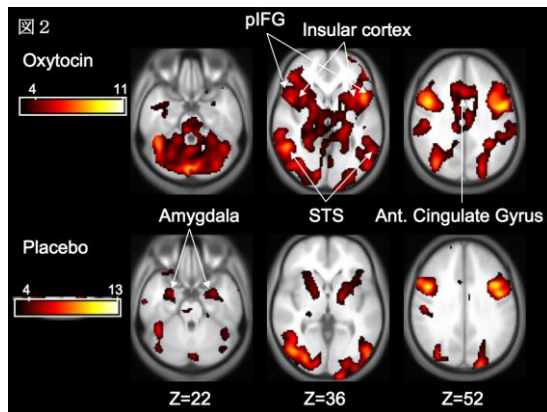 図2
pIFG
Insular cortex
Oxytocin
4 11
Amygdala
STS
Ant. Cingulate Gyrus
Placebo
4 13
Z=22 Z=36 Z=52